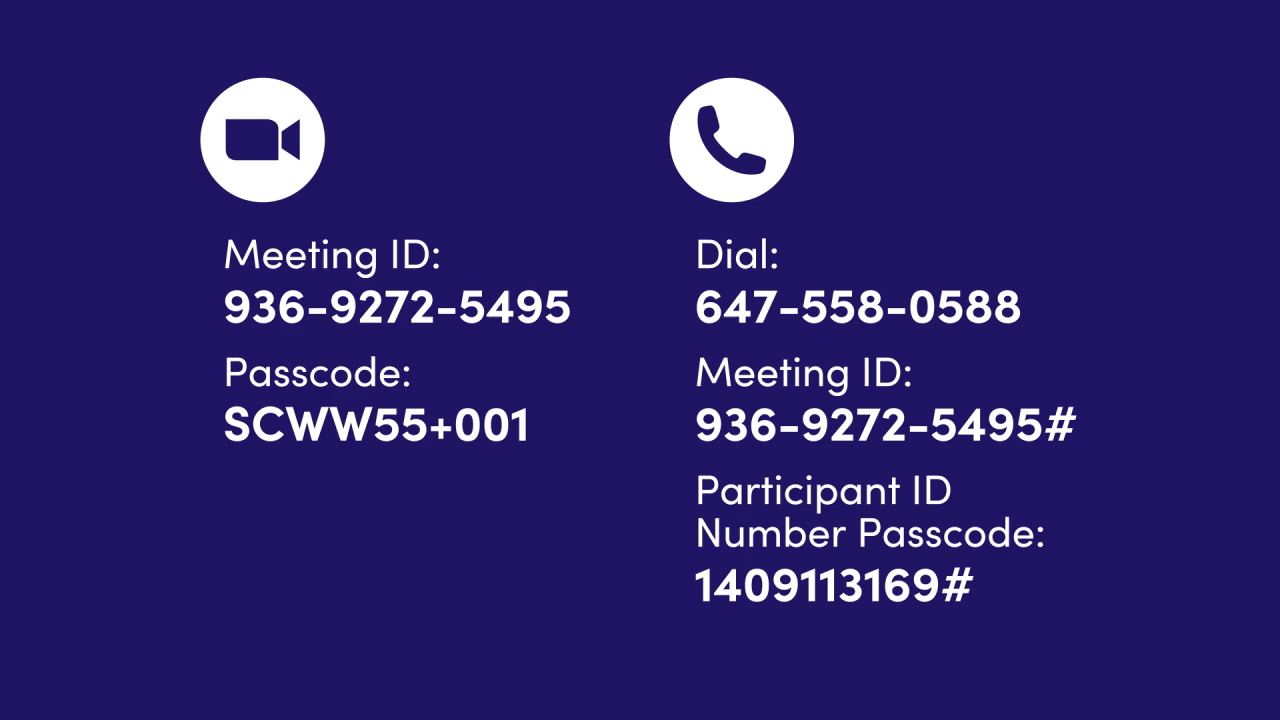 Meeting ID:
936-9272-5495
Passcode:
SCWW55+001
Dial:
647-558-0588
Meeting ID:
936-9272-5495#
Participant ID
Number Passcode:
1409113169#